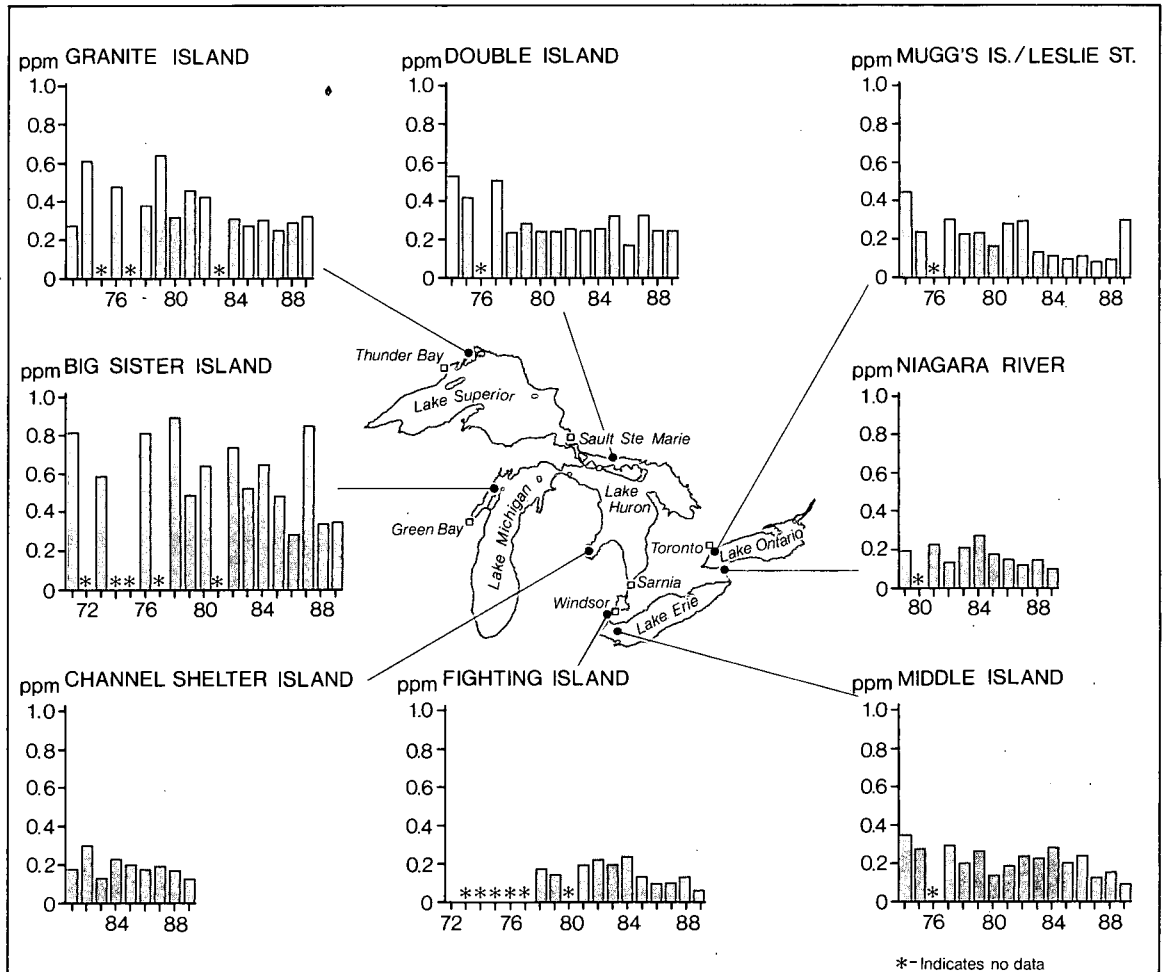 ppm GRANITE ISLAND
1.0
0.8
0.6
0.4
0.2
0
* * *
76 80 84 88
ppm DOUBLE ISLAND
1.0
0.8
0.6
0.4
0.2
0
*
76 80 84 88
ppm MUGG'S IS./LESLIE ST.
1.0
0.8
0.6
0.4
0.2
0
*
76 80 84 88
ppm BIG SISTER ISLAND
1.0
0.8
0.6
0.4
0.2
0
* * * * *
72 76 80 84 88
Thunder Bay
Lake Superior
Sault Ste Marie
Lake Huron
Green Bay
Lake Michigan
Toronto
Lake Ontario
Sarnia
Windsor
Lake Erie
ppm NIAGARA RIVER
1.0
0.8
0.6
0.4
0.2
0
*
80 84 88
ppm CHANNEL SHELTER ISLAND
1.0
0.8
0.6
0.4
0.2
0
84 88
ppm FIGHTING ISLAND
1.0
0.8
0.6
0.4
0.2
0
* * * * * *
72 76 80 84 88
ppm MIDDLE ISLAND
1.0
0.8
0.6
0.4
0.2
0
*
76 80 84 88
*-Indicates no data